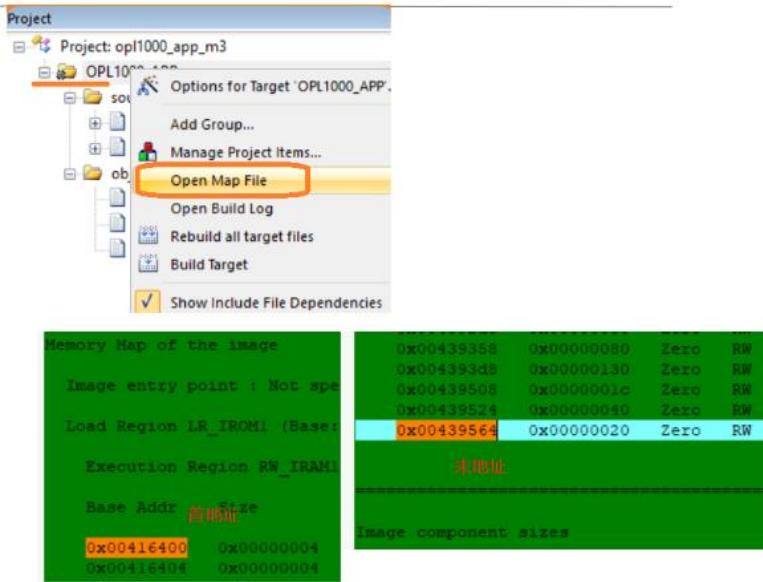 Project
Project: opl1000_app_m3
OPL1000_APP
sou
ob
Options for Target 'OPL1000_APP'.
Add Group...
Manage Project Items...
Open Map File
Open Build Log
Rebuild all target files
Build Target
Show Include File Dependencies
Memory Map of the image
Image entry point : Not spe
Load Region LR_IROM1 (Base:
Execution Region RW_IRAM1
Base Addr Size
首地址
0x00416400 0x00000004
0x00416404 0x00000004
0x00439358 0x00000080 Zero RW
0x004393d8 0x00000130 Zero RW
0x00439508 0x0000001c Zero RW
0x00439524 0x00000040 Zero RW
0x00439564 0x00000020 Zero RW
末地址
Image component sizes